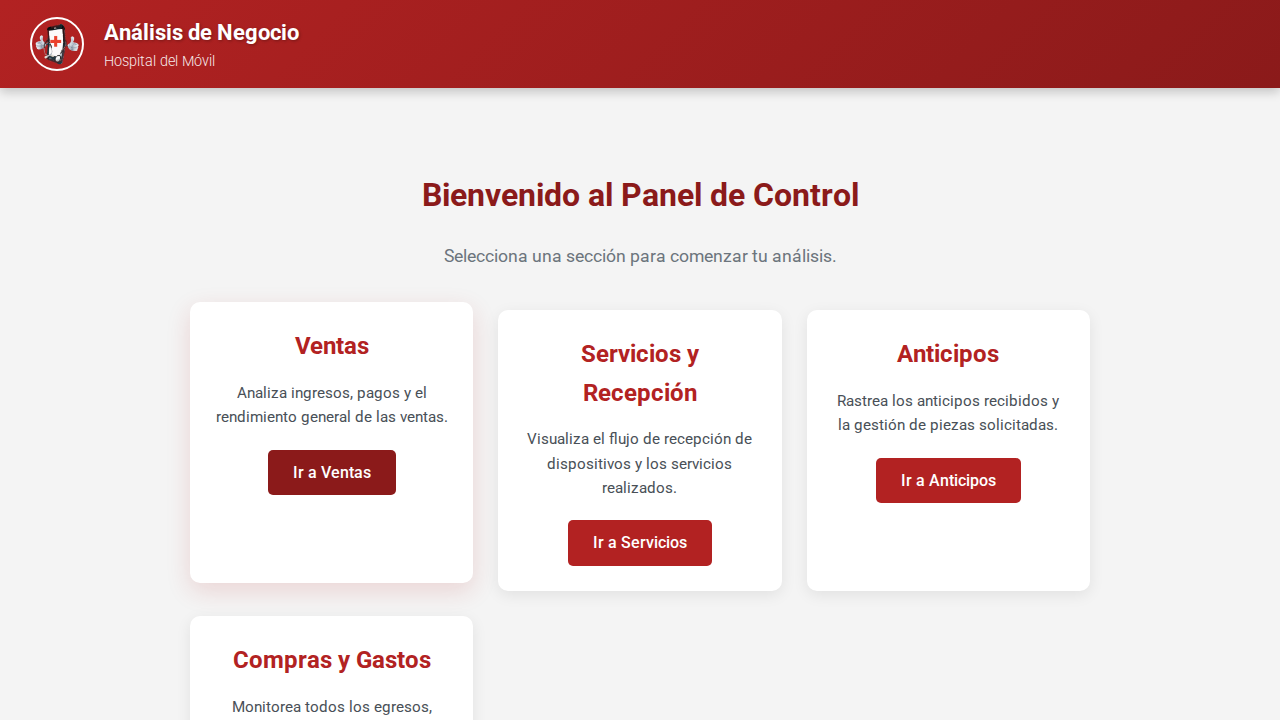 Análisis de Negocio
Hospital del Móvil
Bienvenido al Panel de Control
Selecciona una sección para comenzar tu análisis.
Ventas
Analiza ingresos, pagos y el
rendimiento general de las ventas.
Ir a Ventas
Servicios y
Recepción
Visualiza el flujo de recepción de
dispositivos y los servicios
realizados.
Ir a Servicios
Anticipos
Rastrea los anticipos recibidos y
la gestión de piezas solicitadas.
Ir a Anticipos
Compras y Gastos
Monitorea todos los egresos,